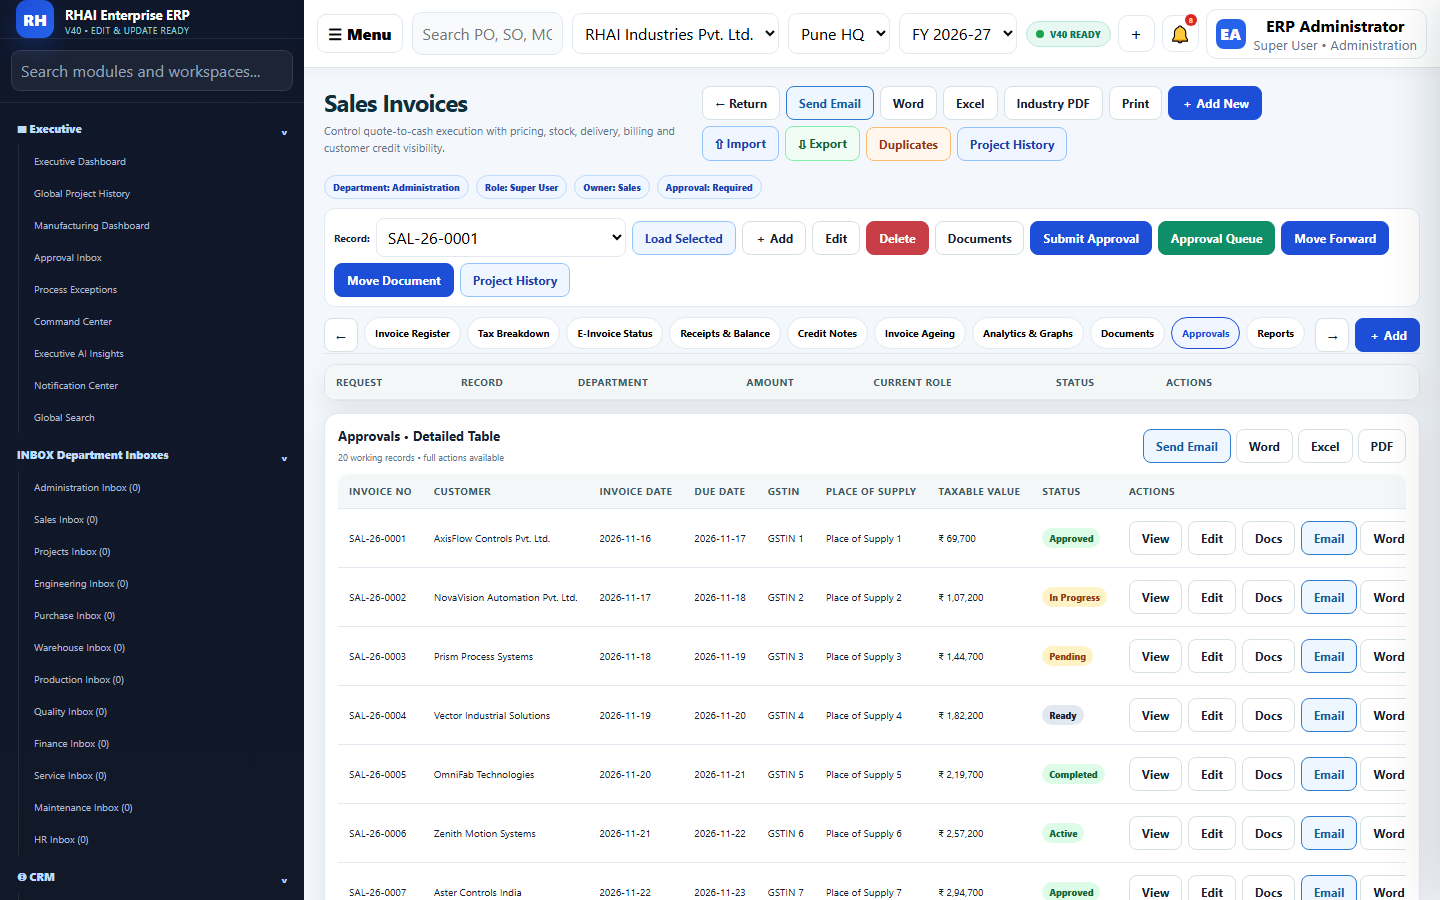 RH
RHAI Enterprise ERP
V40 • EDIT & UPDATE READY
Search modules and workspaces...
Executive
Executive Dashboard
Global Project History
Manufacturing Dashboard
Approval Inbox
Process Exceptions
Command Center
Executive AI Insights
Notification Center
Global Search
INBOX Department Inboxes
Administration Inbox (0)
Sales Inbox (0)
Projects Inbox (0)
Engineering Inbox (0)
Purchase Inbox (0)
Warehouse Inbox (0)
Production Inbox (0)
Quality Inbox (0)
Finance Inbox (0)
Service Inbox (0)
Maintenance Inbox (0)
HR Inbox (0)
CRM
☰ Menu
Search PO, SO, MC
RHAI Industries Pvt. Ltd.
Pune HQ
FY 2026-27
V40 READY
+
8
EA
ERP Administrator
Super User • Administration
Sales Invoices
Control quote-to-cash execution with pricing, stock, delivery, billing and
customer credit visibility.
← Return
Send Email
Word
Excel
Industry PDF
Print
+ Add New
⇧ Import
⇩ Export
Duplicates
Project History
Department: Administration
Role: Super User
Owner: Sales
Approval: Required
Record:
SAL-26-0001
Load Selected
+ Add
Edit
Delete
Documents
Submit Approval
Approval Queue
Move Forward
Move Document
Project History
←
Invoice Register
Tax Breakdown
E-Invoice Status
Receipts & Balance
Credit Notes
Invoice Ageing
Analytics & Graphs
Documents
Approvals
Reports
→
+ Add
REQUEST RECORD DEPARTMENT AMOUNT CURRENT ROLE STATUS ACTIONS
Approvals • Detailed Table
20 working records • full actions available
Send Email
Word
Excel
PDF
INVOICE NO CUSTOMER INVOICE DATE DUE DATE GSTIN PLACE OF SUPPLY TAXABLE VALUE STATUS ACTIONS
SAL-26-0001 AxisFlow Controls Pvt. Ltd. 2026-11-16 2026-11-17 GSTIN 1 Place of Supply 1 ₹ 69,700 Approved View Edit Docs Email Word
SAL-26-0002 NovaVision Automation Pvt. Ltd. 2026-11-17 2026-11-18 GSTIN 2 Place of Supply 2 ₹ 1,07,200 In Progress View Edit Docs Email Word
SAL-26-0003 Prism Process Systems 2026-11-18 2026-11-19 GSTIN 3 Place of Supply 3 ₹ 1,44,700 Pending View Edit Docs Email Word
SAL-26-0004 Vector Industrial Solutions 2026-11-19 2026-11-20 GSTIN 4 Place of Supply 4 ₹ 1,82,200 Ready View Edit Docs Email Word
SAL-26-0005 OmniFab Technologies 2026-11-20 2026-11-21 GSTIN 5 Place of Supply 5 ₹ 2,19,700 Completed View Edit Docs Email Word
SAL-26-0006 Zenith Motion Systems 2026-11-21 2026-11-22 GSTIN 6 Place of Supply 6 ₹ 2,57,200 Active View Edit Docs Email Word
SAL-26-0007 Aster Controls India 2026-11-22 2026-11-23 GSTIN 7 Place of Supply 7 ₹ 2,94,700 Approved View Edit Docs Email Word